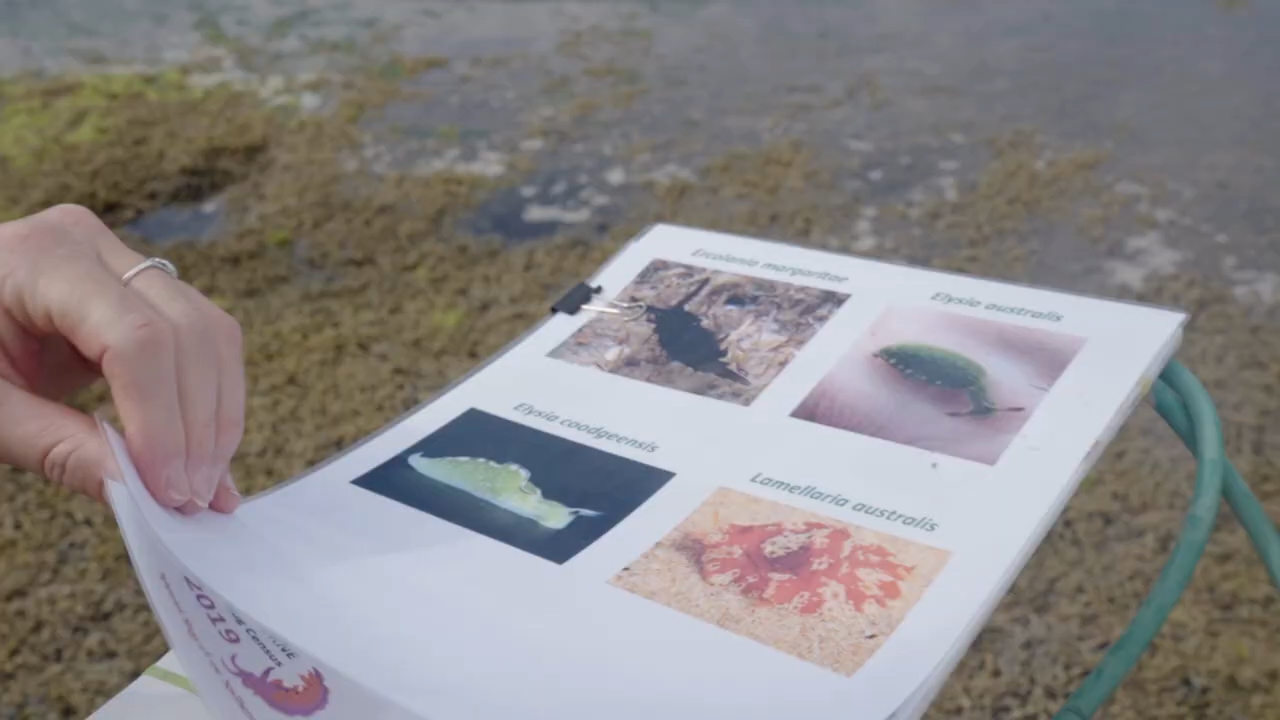 Ercolania margaritae
Elysia australis
Elysia coodgeensis
Lamellaria australis
2019
Census